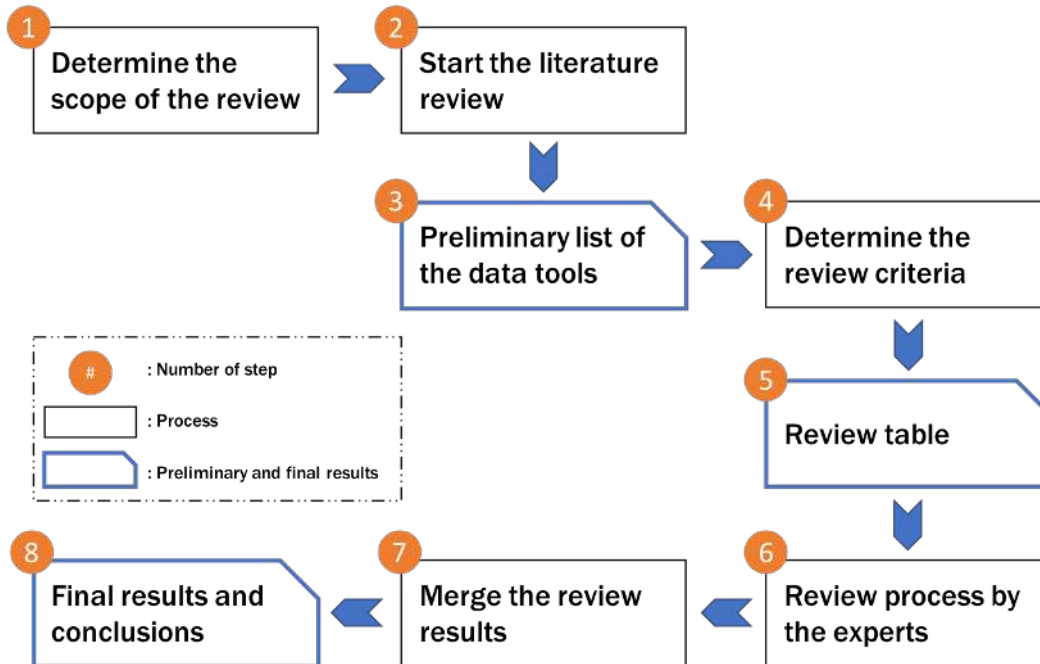 1
Determine the
scope of the review
2
Start the literature
review
3
Preliminary list of
the data tools
4
Determine the
review criteria
5
Review table
6
Review process by
the experts
7
Merge the review
results
8
Final results and
conclusions
#
: Number of step
: Process
: Preliminary and final results